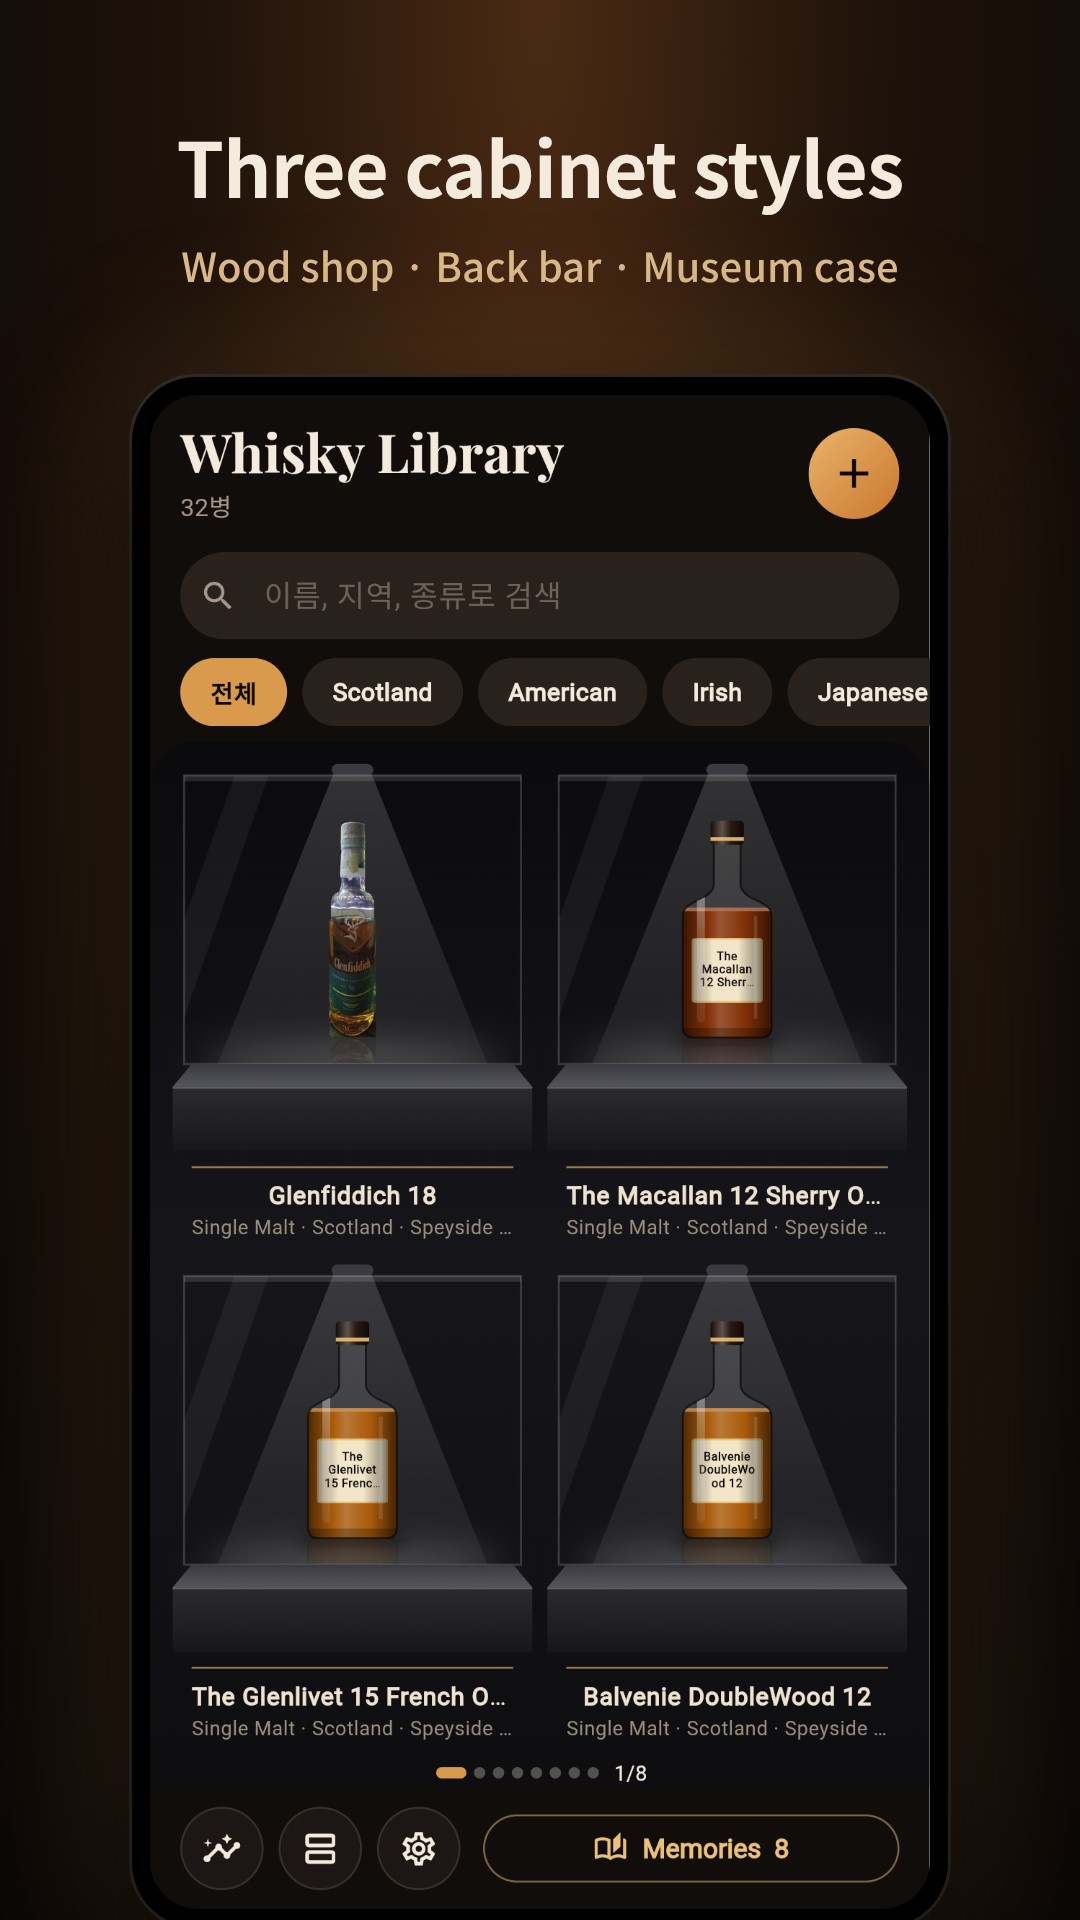 Three cabinet styles
Wood shop · Back bar · Museum case
Whisky Library
32병
이름, 지역, 종류로 검색
전체 Scotland American Irish Japanese
Glenfiddich
The
Macallan
12 Sherr...
Glenfiddich 18
Single Malt · Scotland · Speyside ...
The Macallan 12 Sherry O...
Single Malt · Scotland · Speyside ...
The
Glenlivet
15 Frenc...
Balvenie
DoubleWo
od 12
The Glenlivet 15 French O...
Single Malt · Scotland · Speyside ...
Balvenie DoubleWood 12
Single Malt · Scotland · Speyside ...
1/8
Memories 8